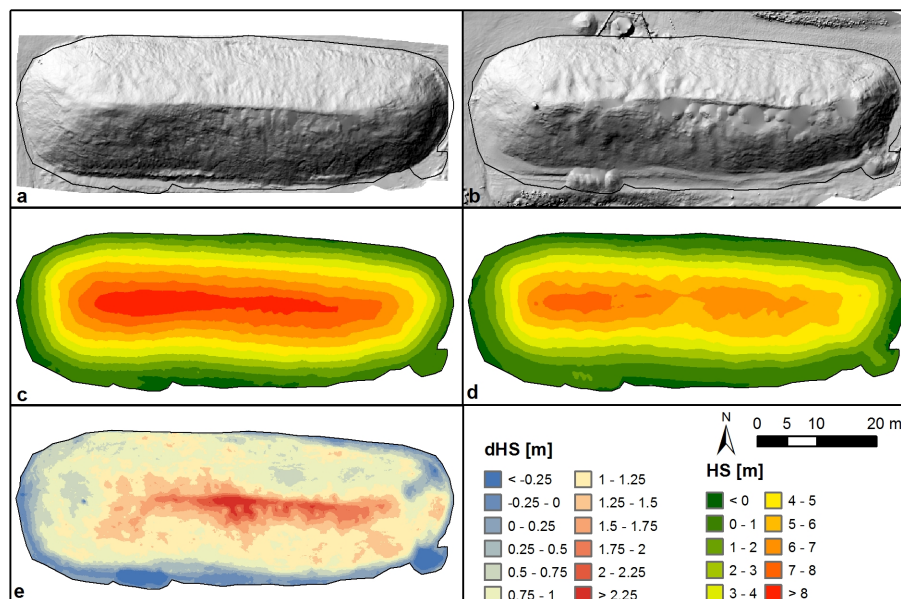 a
b
c
d
e
dHS [m]
< -0.25
-0.25 - 0
0 - 0.25
0.25 - 0.5
0.5 - 0.75
0.75 - 1
1 - 1.25
1.25 - 1.5
1.5 - 1.75
1.75 - 2
2 - 2.25
> 2.25
N
0 5 10 20 m
HS [m]
< 0
0 - 1
1 - 2
2 - 3
3 - 4
4 - 5
5 - 6
6 - 7
7 - 8
> 8